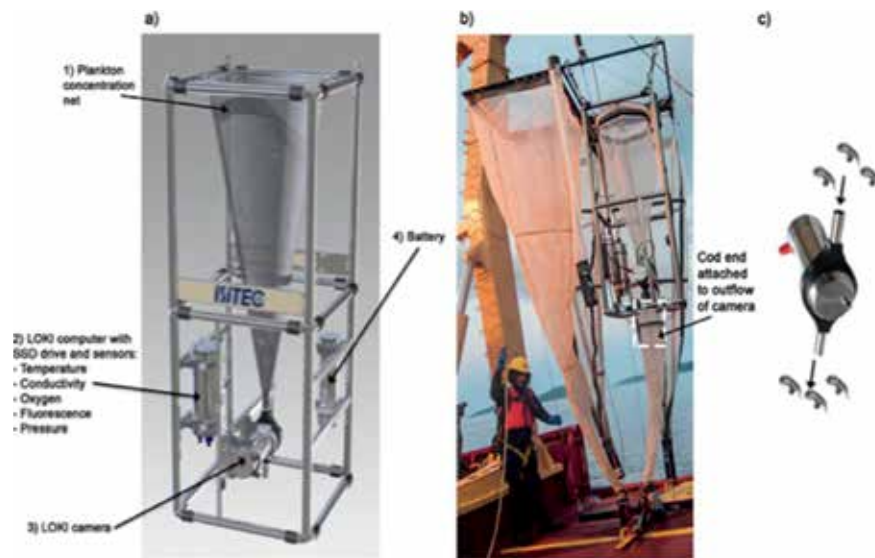 a)
b)
c)
1) Plankton
concentration
net
4) Battery
2) LOKI computer with
SSD drive and sensors:
- Temperature
- Conductivity
- Oxygen
- Fluorescence
- Pressure
3) LOKI camera
Cod end
attached
to outflow
of camera
iSiTEC